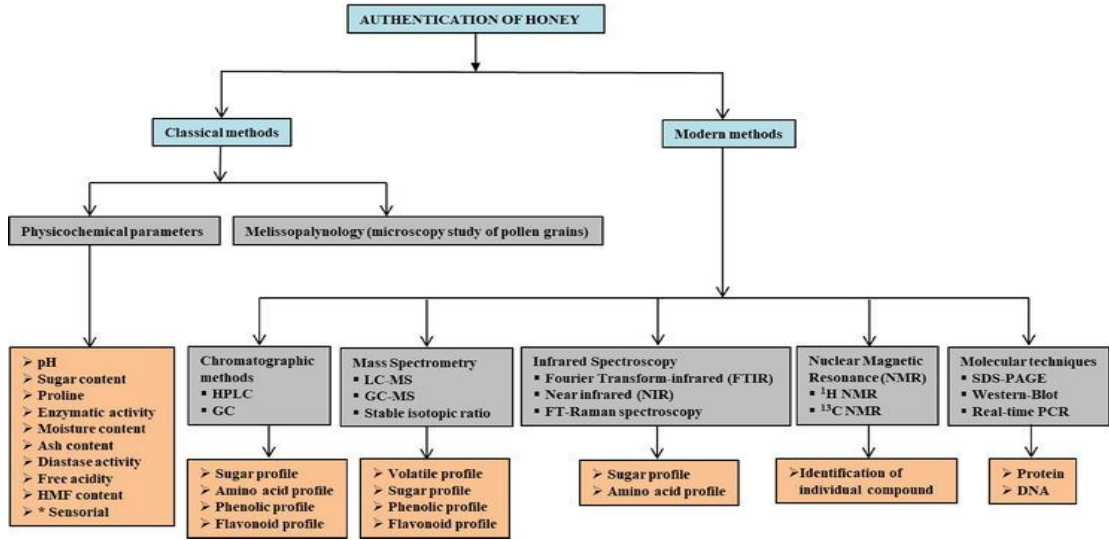 AUTHENTICATION OF HONEY
Classical methods
Modern methods
Physicochemical parameters
Melissopalynology (microscopy study of pollen grains)
➢ pH
➢ Sugar content
➢ Proline
➢ Enzymatic activity
➢ Moisture content
➢ Ash content
➢ Diastase activity
➢ Free acidity
➢ HMF content
➢ * Sensorial
Chromatographic
methods
▪ HPLC
▪ GC
Mass Spectrometry
▪ LC-MS
▪ GC-MS
▪ Stable isotopic ratio
Infrared Spectroscopy
▪ Fourier Transform-infrared (FTIR)
▪ Near infrared (NIR)
▪ FT-Raman spectroscopy
Nuclear Magnetic
Resonance (NMR)
▪ ¹H NMR
▪ ¹³C NMR
Molecular techniques
▪ SDS-PAGE
▪ Western-Blot
▪ Real-time PCR
➢ Sugar profile
➢ Amino acid profile
➢ Phenolic profile
➢ Flavonoid profile
➢ Volatile profile
➢ Sugar profile
➢ Phenolic profile
➢ Flavonoid profile
➢ Sugar profile
➢ Amino acid profile
➢Identification of
individual compound
➢ Protein
➢ DNA